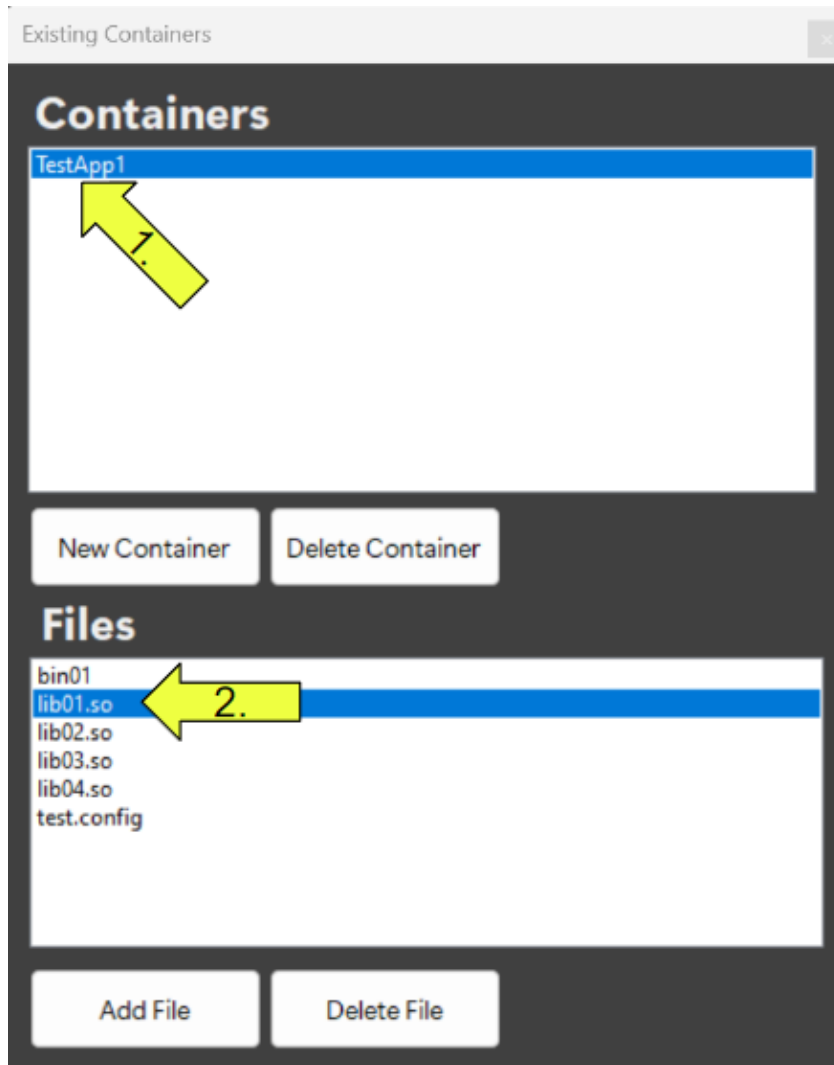 Existing Containers
Containers
TestApp1
1.
New Container Delete Container
Files
bin01
lib01.so 2.
lib02.so
lib03.so
lib04.so
test.config
Add File Delete File